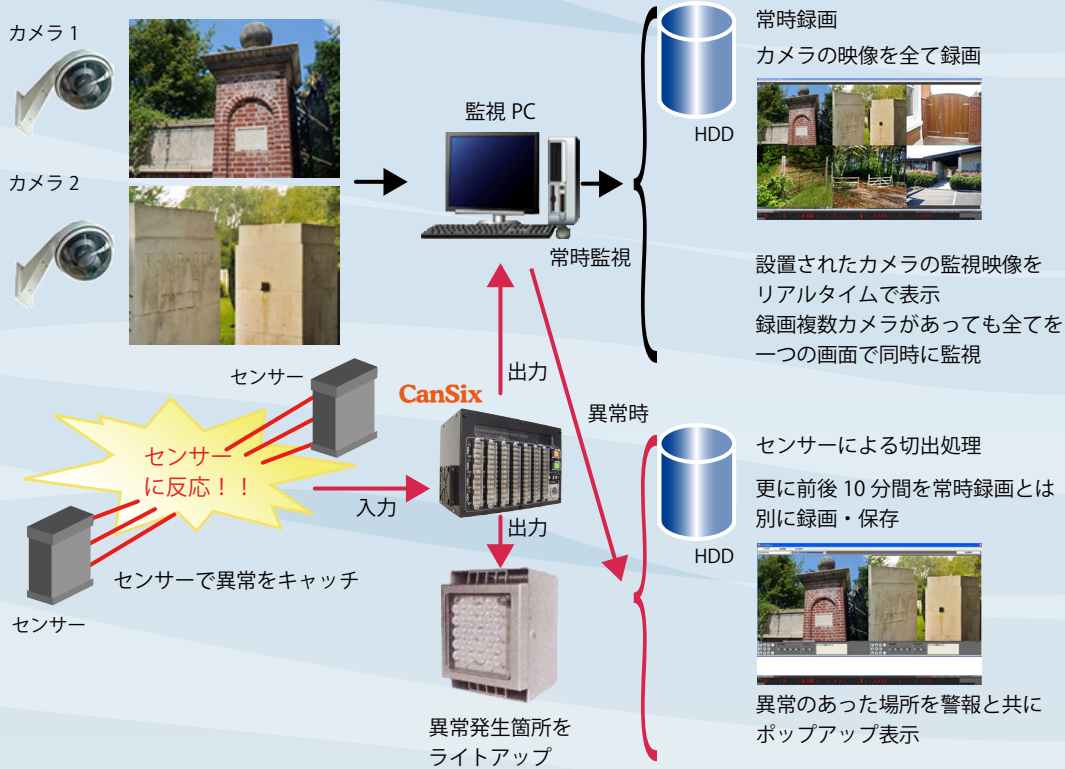 カメラ 1
カメラ 2
監視 PC
常時監視
HDD
常時録画
カメラの映像を全て録画
設置されたカメラの監視映像を
リアルタイムで表示
録画複数カメラがあっても全てを
一つの画面で同時に監視
センサー
センサー
に反応！！
センサー
センサーで異常をキャッチ
入力
CanSix
出力
出力
異常時
異常発生箇所を
ライトアップ
HDD
センサーによる切出処理
更に前後 10 分間を常時録画とは
別に録画・保存
異常のあった場所を警報と共に
ポップアップ表示